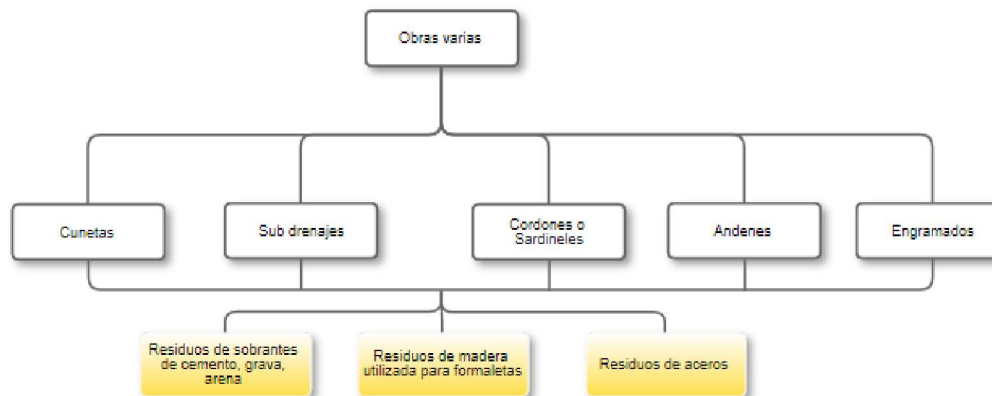 Obras varias
Cunetas
Sub drenajes
Cordones o
Sardineles
Andenes
Engramados
Residuos de sobrantes
de cemento, grava,
arena
Residuos de madera
utilizada para formaletas
Residuos de aceros